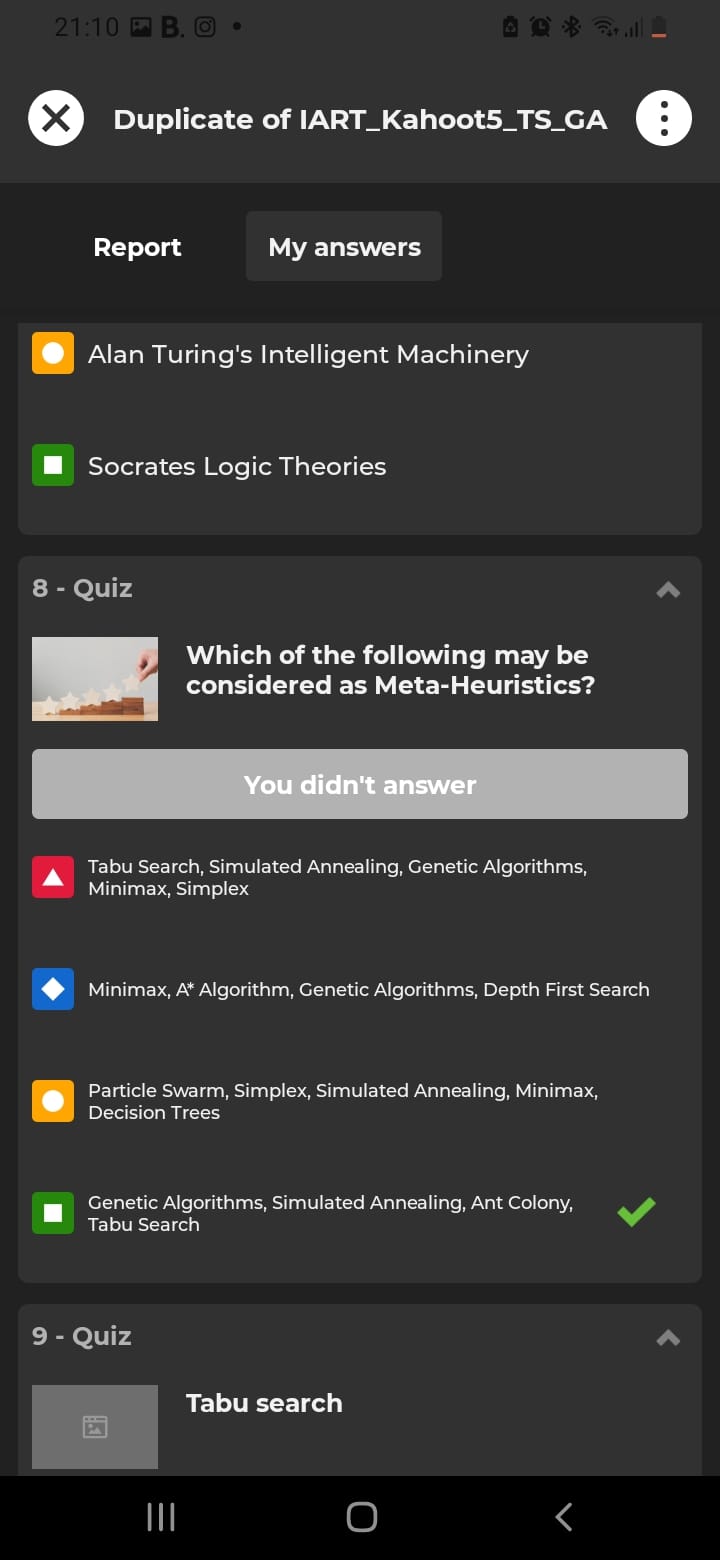 21:10 B.
Duplicate of IART_Kahoot5_TS_GA
Report
My answers
Alan Turing's Intelligent Machinery
Socrates Logic Theories
8 - Quiz
Which of the following may be
considered as Meta-Heuristics?
You didn't answer
Tabu Search, Simulated Annealing, Genetic Algorithms,
Minimax, Simplex
Minimax, A* Algorithm, Genetic Algorithms, Depth First Search
Particle Swarm, Simplex, Simulated Annealing, Minimax,
Decision Trees
Genetic Algorithms, Simulated Annealing, Ant Colony,
Tabu Search
9 - Quiz
Tabu search